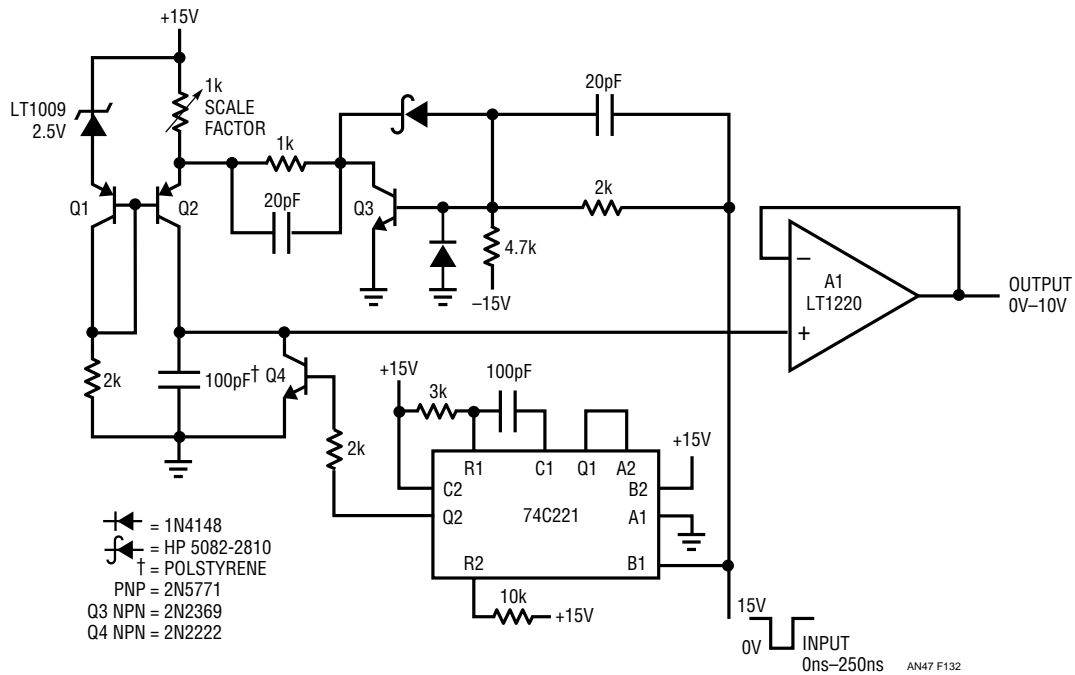 +15V
LT1009
2.5V
1k
SCALE
FACTOR
20pF
1k
Q1
Q2
20pF
Q3
2k
4.7k
–15V
–
A1
LT1220
+
OUTPUT
0V–10V
2k
100pF†
Q4
+15V
3k
100pF
2k
R1
C1
Q1
A2
+15V
C2
B2
Q2
74C221
A1
R2
B1
10k
+15V
15V
0V
INPUT
0ns–250ns
= 1N4148
= HP 5082-2810
† = POLSTYRENE
PNP = 2N5771
Q3 NPN = 2N2369
Q4 NPN = 2N2222
AN47 F132